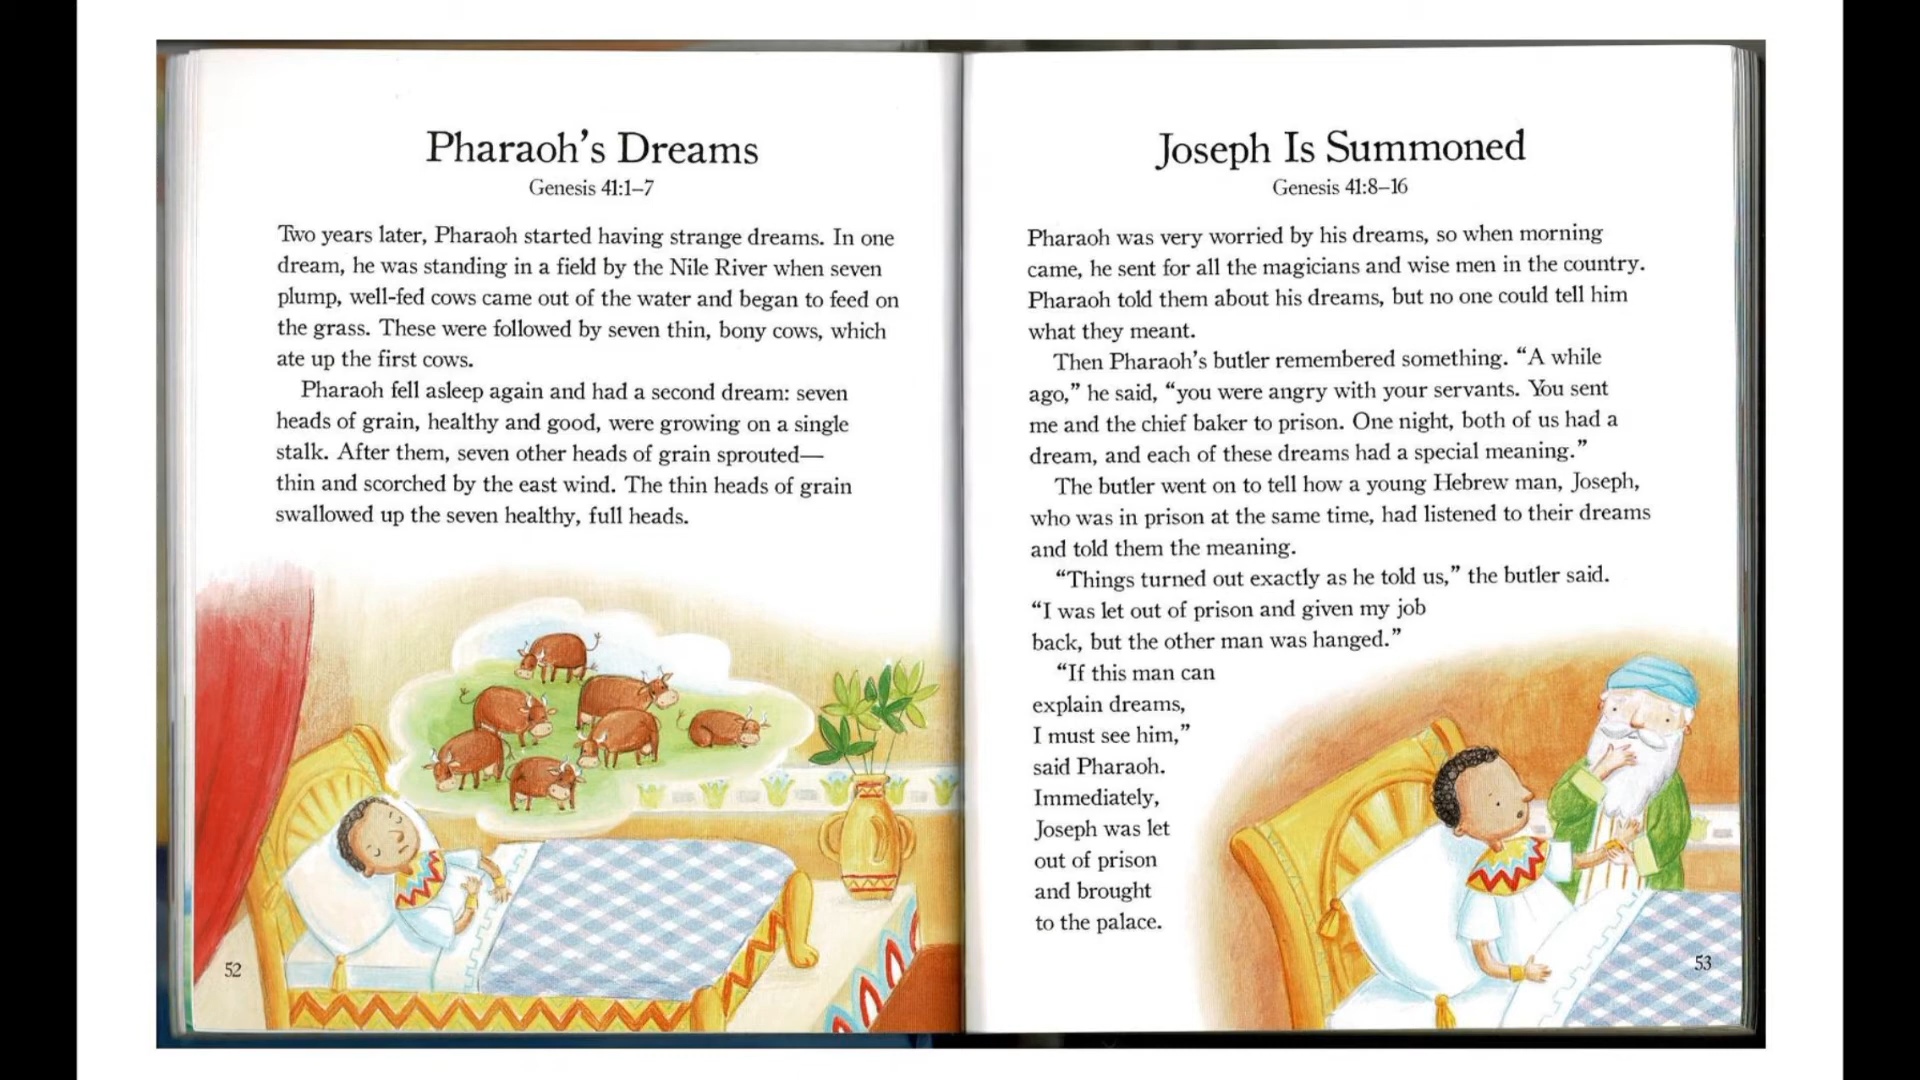 Pharaoh's Dreams
Genesis 41:1–7
Two years later, Pharaoh started having strange dreams. In one
dream, he was standing in a field by the Nile River when seven
plump, well-fed cows came out of the water and began to feed on
the grass. These were followed by seven thin, bony cows, which
ate up the first cows.
Pharaoh fell asleep again and had a second dream: seven
heads of grain, healthy and good, were growing on a single
stalk. After them, seven other heads of grain sprouted—
thin and scorched by the east wind. The thin heads of grain
swallowed up the seven healthy, full heads.
52
Joseph Is Summoned
Genesis 41:8–16
Pharaoh was very worried by his dreams, so when morning
came, he sent for all the magicians and wise men in the country.
Pharaoh told them about his dreams, but no one could tell him
what they meant.
Then Pharaoh's butler remembered something. “A while
ago,” he said, “you were angry with your servants. You sent
me and the chief baker to prison. One night, both of us had a
dream, and each of these dreams had a special meaning.”
The butler went on to tell how a young Hebrew man, Joseph,
who was in prison at the same time, had listened to their dreams
and told them the meaning.
“Things turned out exactly as he told us,” the butler said.
“I was let out of prison and given my job
back, but the other man was hanged.”
“If this man can
explain dreams,
I must see him,”
said Pharaoh.
Immediately,
Joseph was let
out of prison
and brought
to the palace.
53